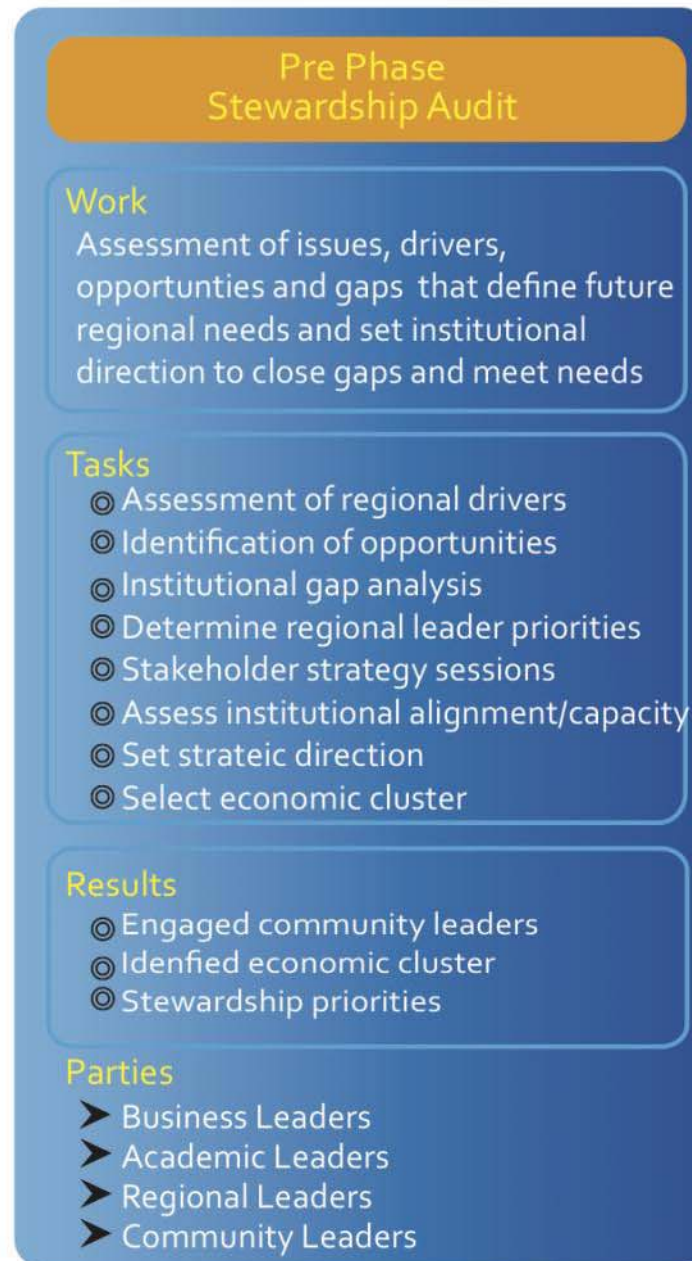 Pre Phase
Stewardship Audit
Work
Assessment of issues, drivers,
opportunties and gaps that define future
regional needs and set institutional
direction to close gaps and meet needs
Tasks
Assessment of regional drivers
Identification of opportunities
Institutional gap analysis
Determine regional leader priorities
Stakeholder strategy sessions
Assess institutional alignment/capacity
Set strateic direction
Select economic cluster
Results
Engaged community leaders
Idenfied economic cluster
Stewardship priorities
Parties
Business Leaders
Academic Leaders
Regional Leaders
Community Leaders